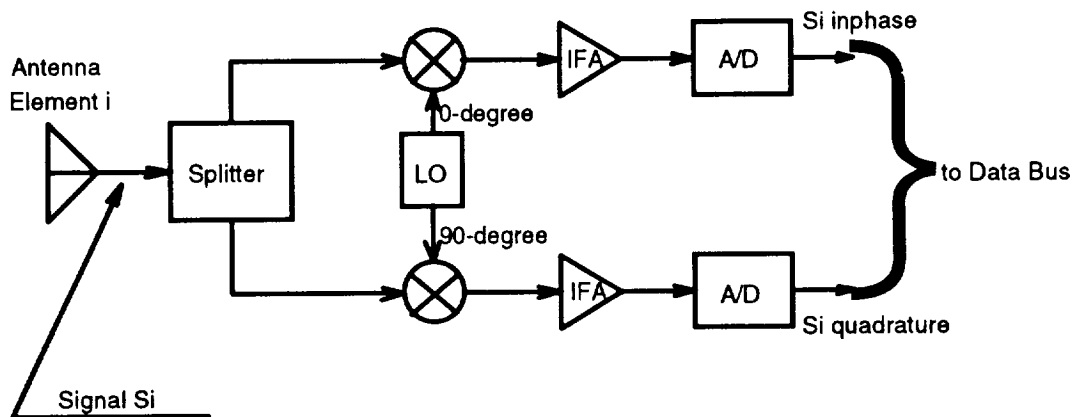 Si inphase
IFA
A/D
Antenna
Element i
0-degree
Splitter
LO
to Data Bus
90-degree
IFA
A/D
Si quadrature
Signal Si